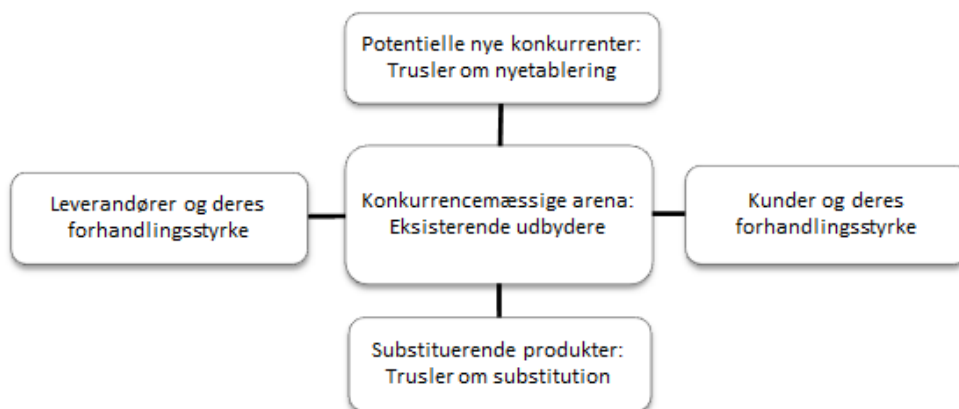 Potentielle nye konkurrenter:
Trusler om nyetablering
Leverandører og deres
forhandlingsstyrke
Konkurrencemæssige arena:
Eksisterende udbydere
Kunder og deres
forhandlingsstyrke
Substituerende produkter:
Trusler om substitution